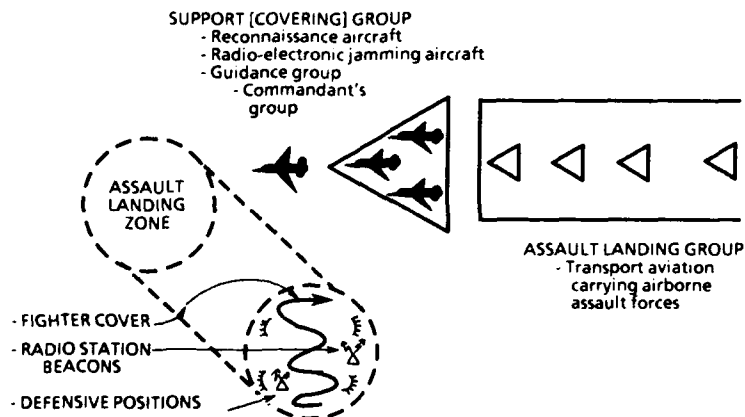 SUPPORT [COVERING] GROUP
- Reconnaissance aircraft
- Radio-electronic jamming aircraft
- Guidance group
- Commandant's
group
ASSAULT
LANDING
ZONE
ASSAULT LANDING GROUP
- Transport aviation
carrying airborne
assault forces
- FIGHTER COVER
- RADIO STATION
BEACONS
- DEFENSIVE POSITIONS